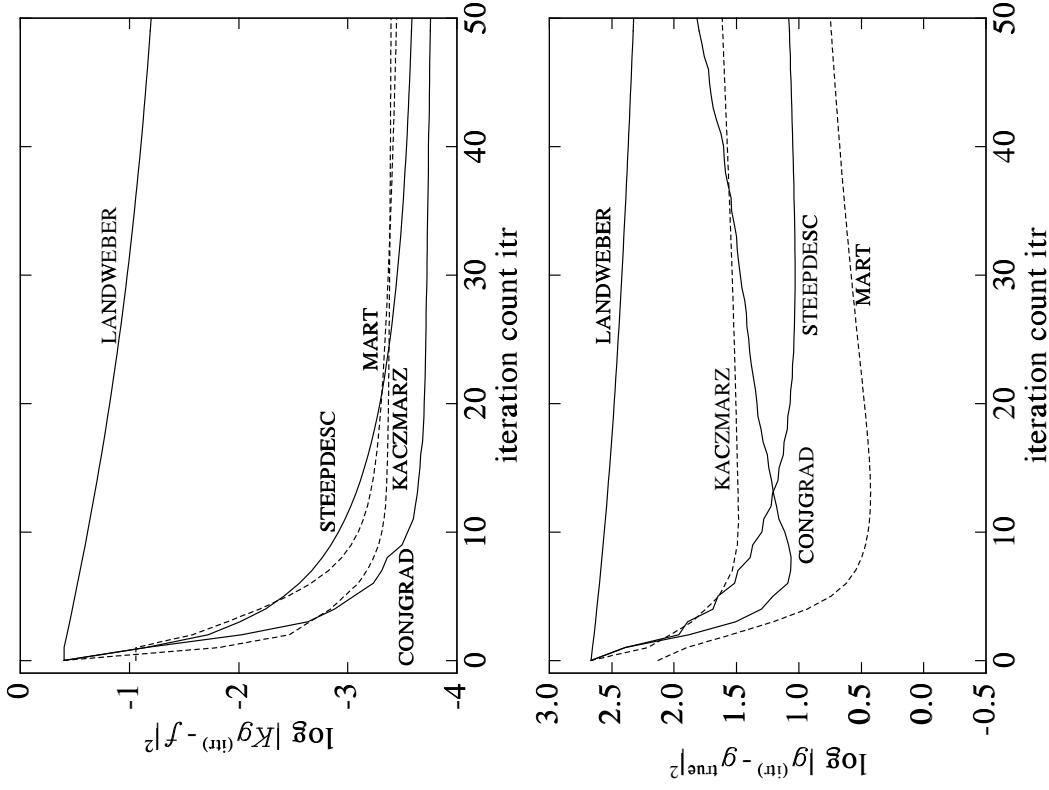 0
-1
-2
-3
-4
log |Kg(itr) - f|²
0
10
20
30
40
50
iteration count itr
LANDWEBER
STEEPDESC
MART
KACZMARZ
CONJGRAD
3.0
2.5
2.0
1.5
1.0
0.5
0.0
-0.5
log |g(itr) - gtrue|²
0
10
20
30
40
50
iteration count itr
LANDWEBER
KACZMARZ
CONJGRAD
STEEPDESC
MART